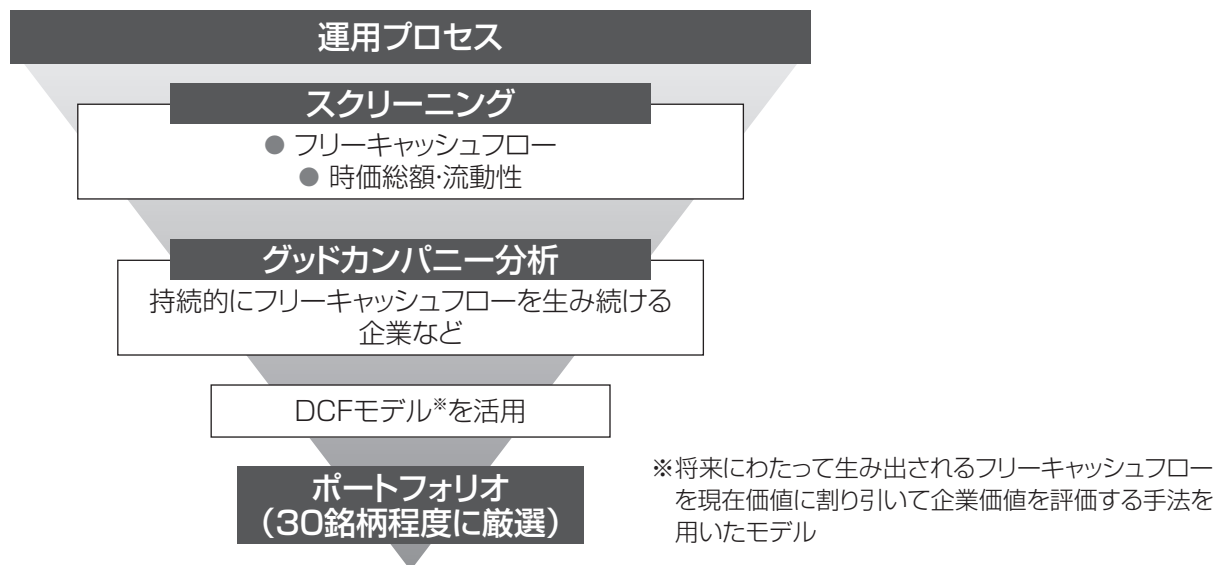 運用プロセス
スクリーニング
● フリーキャッシュフロー
● 時価総額・流動性
グッドカンパニー分析
持続的にフリーキャッシュフローを生み続ける
企業など
DCFモデル※を活用
ポートフォリオ
（30銘柄程度に厳選）
※将来にわたって生み出されるフリーキャッシュフロー
を現在価値に割り引いて企業価値を評価する手法を
用いたモデル